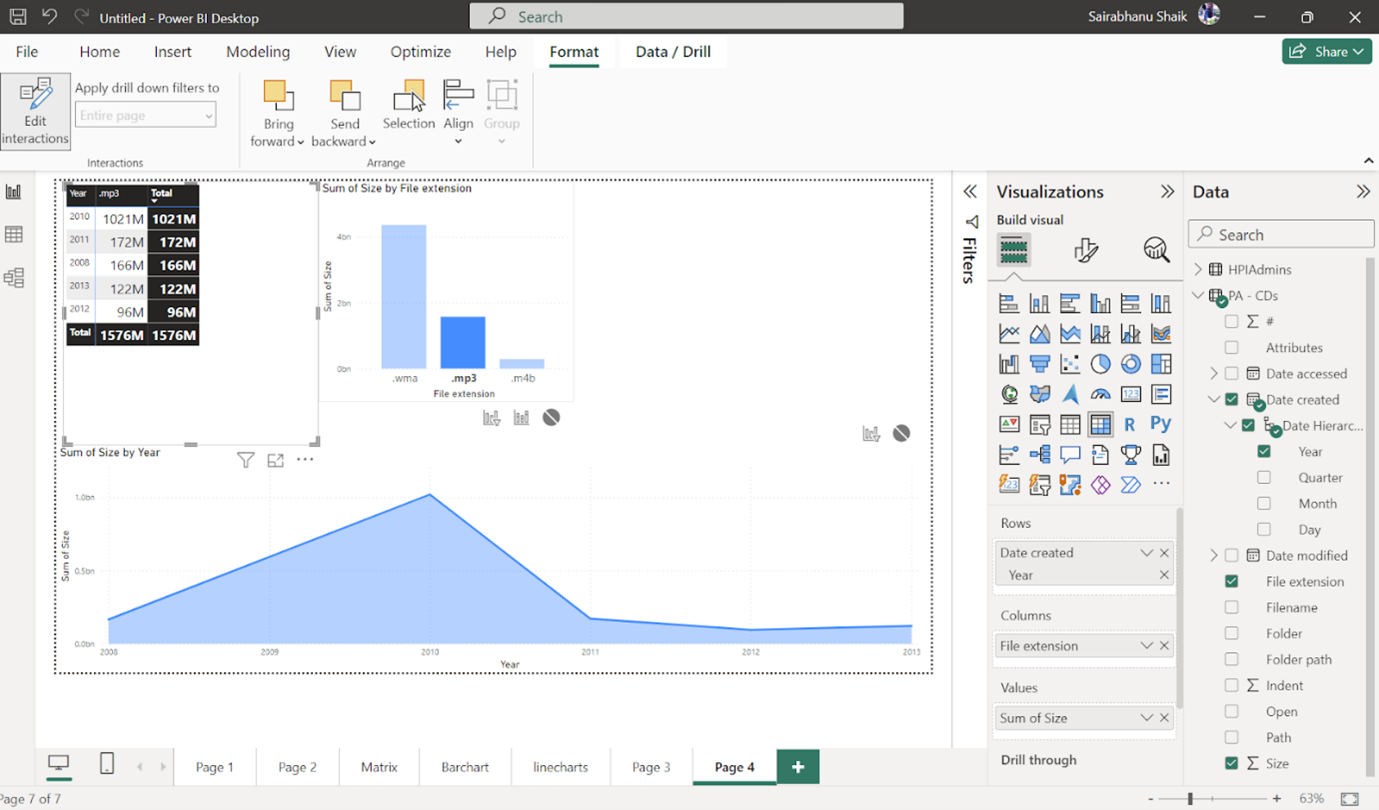 Untitled - Power BI Desktop
Search
Sairabhanu Shaik
File Home Insert Modeling View Optimize Help Format Data / Drill
Share
Edit interactions
Apply drill down filters to
Entire page
Interactions
Bring forward
Send backward
Selection
Align
Group
Arrange
Year .mp3 Total
2010 1021M 1021M
2011 172M 172M
2008 166M 166M
2013 122M 122M
2012 96M 96M
Total 1576M 1576M
Sum of Size by File extension
Sum of Size
4bn
2bn
0bn
.wma .mp3 .m4b
File extension
Sum of Size by Year
Sum of Size
1.0bn
0.5bn
0.0bn
2008 2009 2010 2011 2012 2013
Year
Filters
Visualizations
Build visual
R Py
123
Rows
Date created
Year
Columns
File extension
Values
Sum of Size
Drill through
Data
Search
HPIAdmins
PA - CDs
Σ #
Attributes
Date accessed
Date created
Date Hierarc...
Year
Quarter
Month
Day
Date modified
File extension
Filename
Folder
Folder path
Σ Indent
Open
Path
Σ Size
Page 1 Page 2 Matrix Barchart linecharts Page 3 Page 4 +
Page 7 of 7
- + 63%